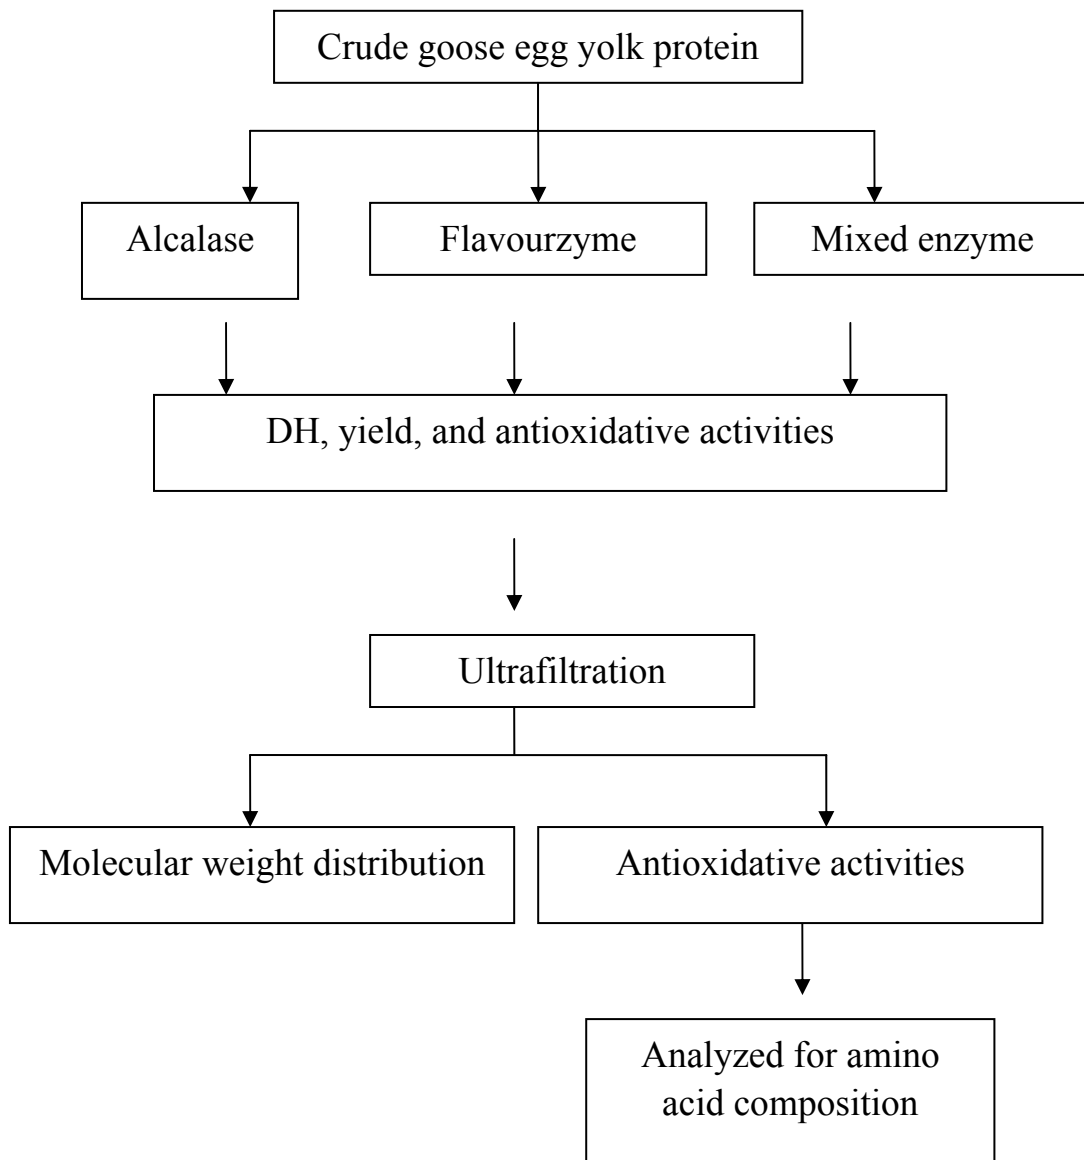 Crude goose egg yolk protein
Alcalase
Flavourzyme
Mixed enzyme
DH, yield, and antioxidative activities
Ultrafiltration
Molecular weight distribution
Antioxidative activities
Analyzed for amino
acid composition